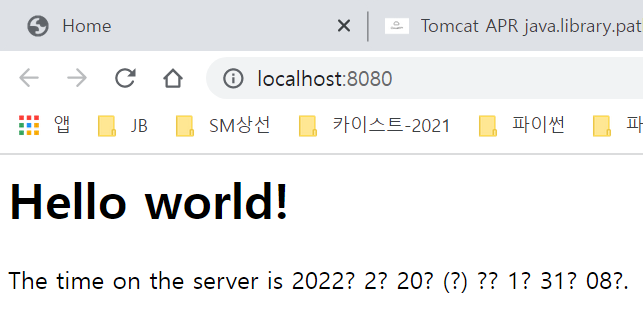 Home Tomcat APR java.library.pat
localhost:8080
앱 JB SM상선 카이스트-2021 파이썬 파
Hello world!
The time on the server is 2022? 2? 20? (?) ?? 1? 31? 08?.